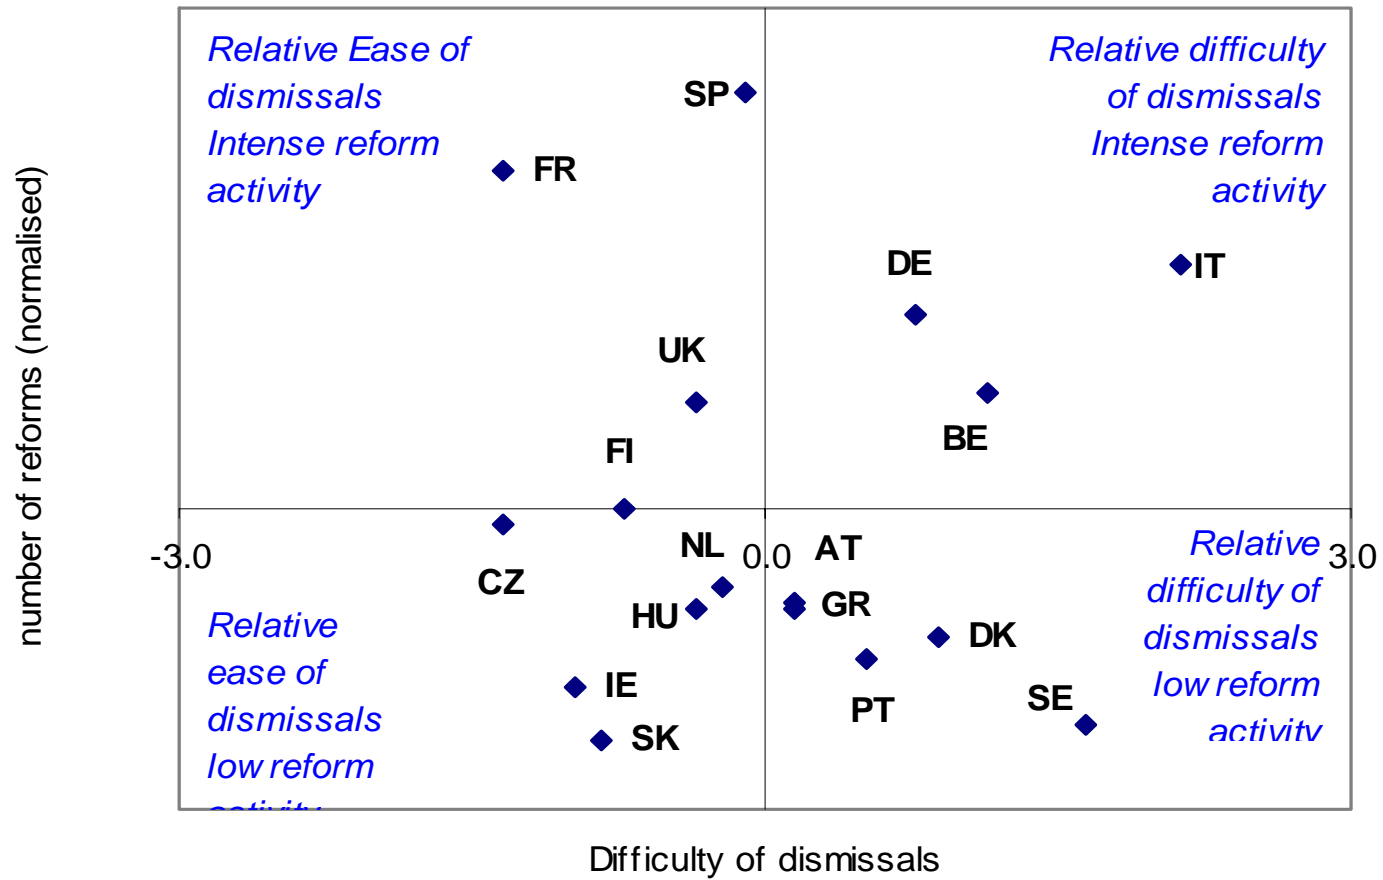 Relative Ease of
dismissals
Intense reform
activity
Relative difficulty
of dismissals
Intense reform
activity
SP
FR
DE
IT
UK
BE
FI
number of reforms (normalised)
-3.0
0.0
3.0
NL
AT
CZ
HU
GR
DK
IE
PT
SE
SK
Relative
ease of
dismissals
low reform
activity
Relative
difficulty of
dismissals
low reform
activity
Difficulty of dismissals